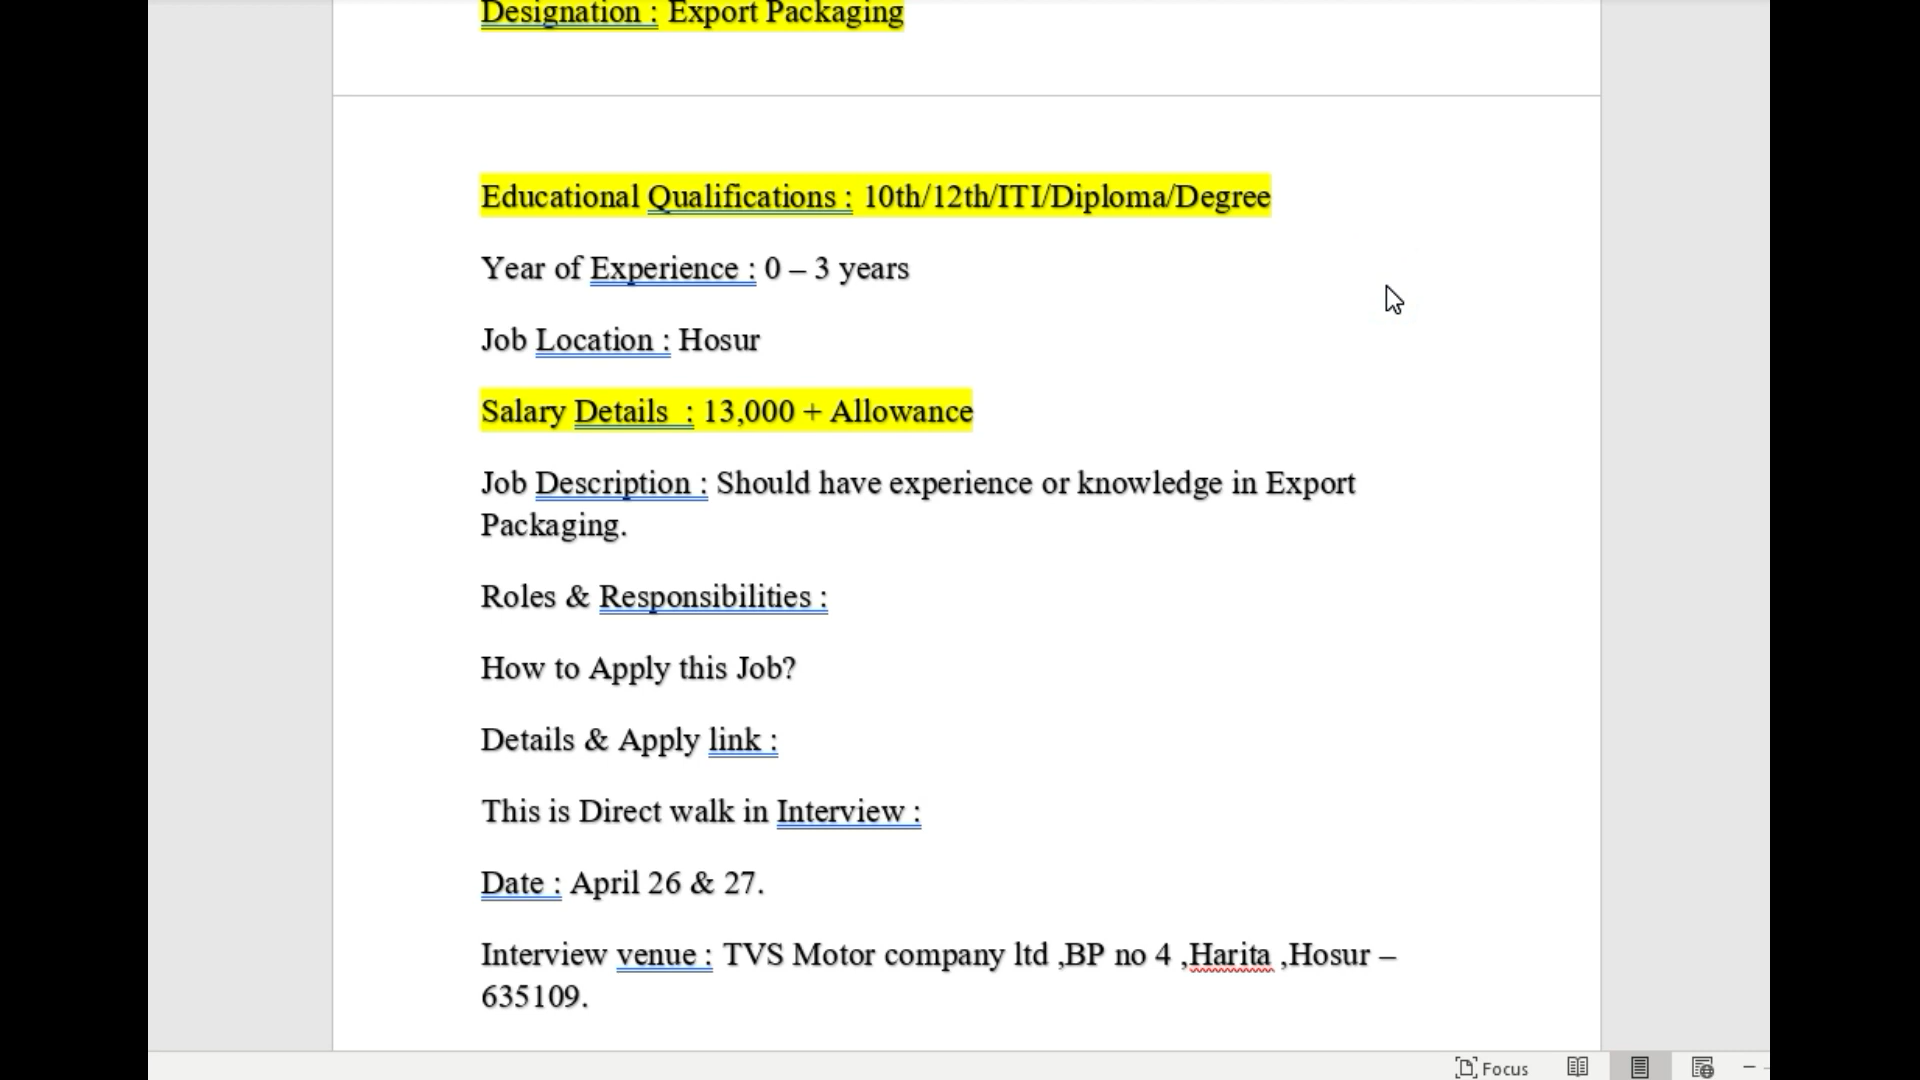 Designation : Export Packaging
Educational Qualifications : 10th/12th/ITI/Diploma/Degree
Year of Experience : 0 – 3 years
Job Location : Hosur
Salary Details  : 13,000 + Allowance
Job Description : Should have experience or knowledge in Export
Packaging.
Roles & Responsibilities :
How to Apply this Job?
Details & Apply link :
This is Direct walk in Interview :
Date : April 26 & 27.
Interview venue : TVS Motor company ltd ,BP no 4 ,Harita ,Hosur –
635109.
Focus